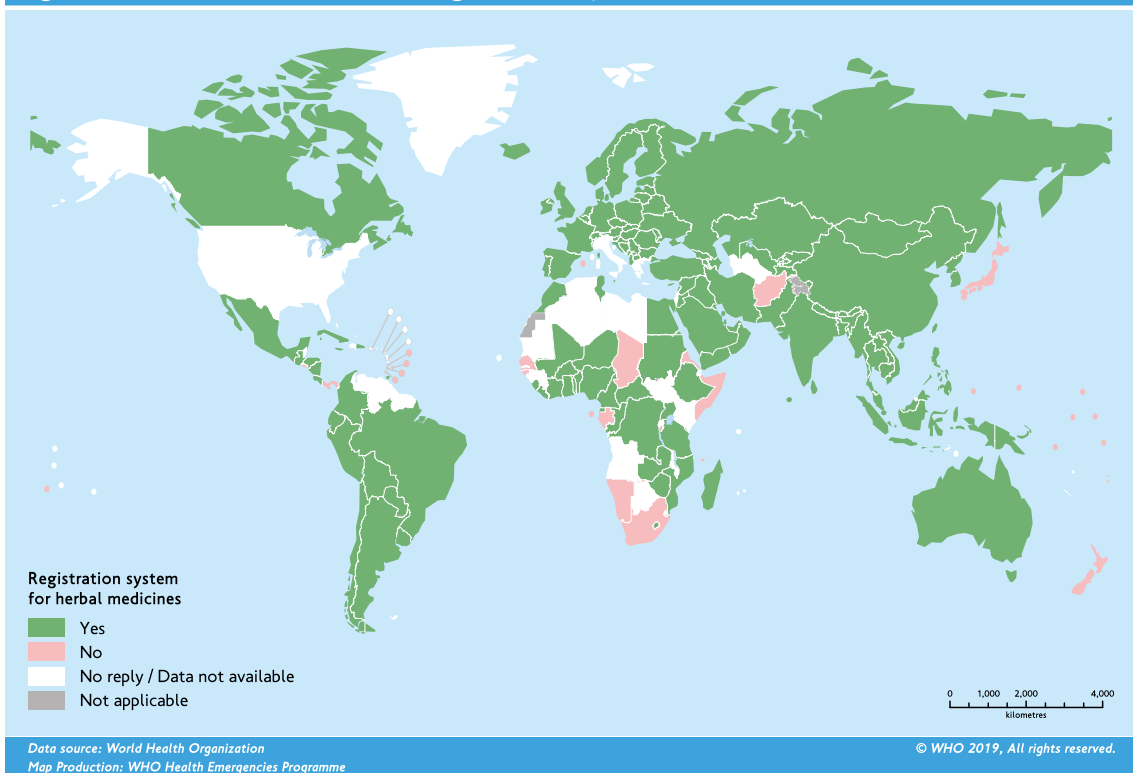 Registration system
for herbal medicines
Yes
No
No reply / Data not available
Not applicable
0 1,000 2,000 4,000
kilometres
Data source: World Health Organization
© WHO 2019, All rights reserved.
Map Production: WHO Health Emergencies Programme